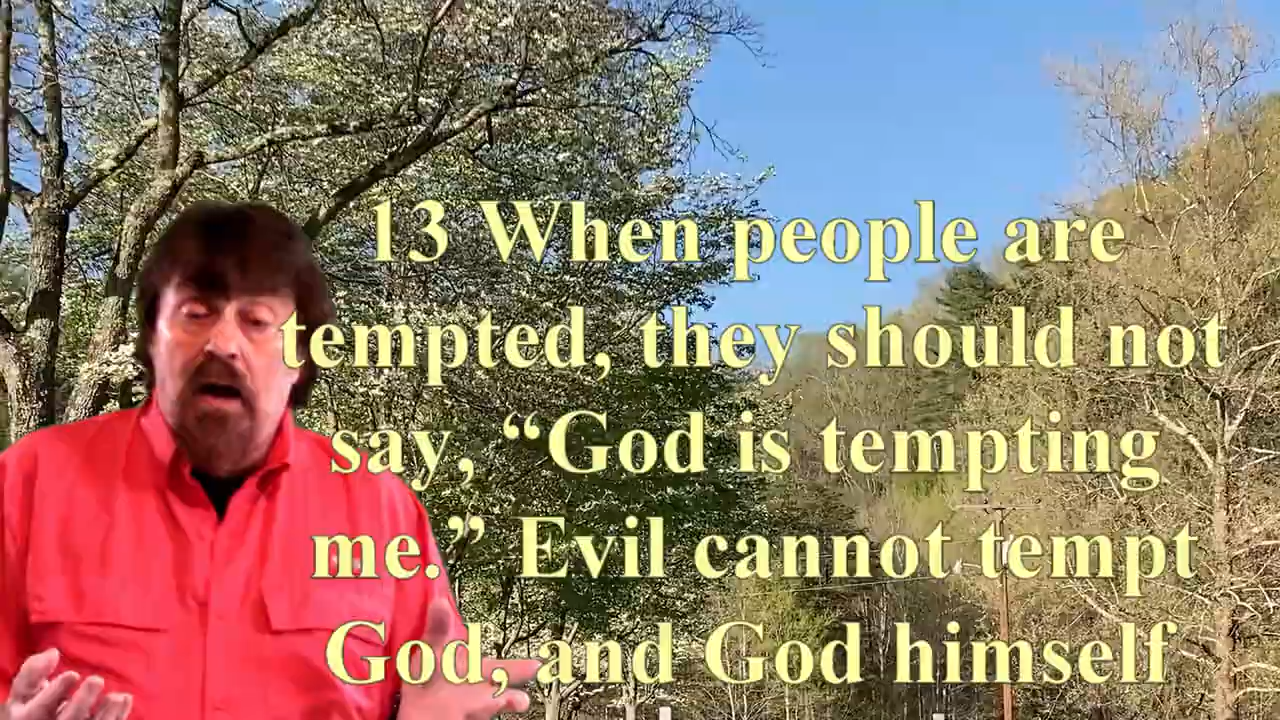 13 When people are
tempted, they should not
say, “God is tempting
me.” Evil cannot tempt
God, and God himself